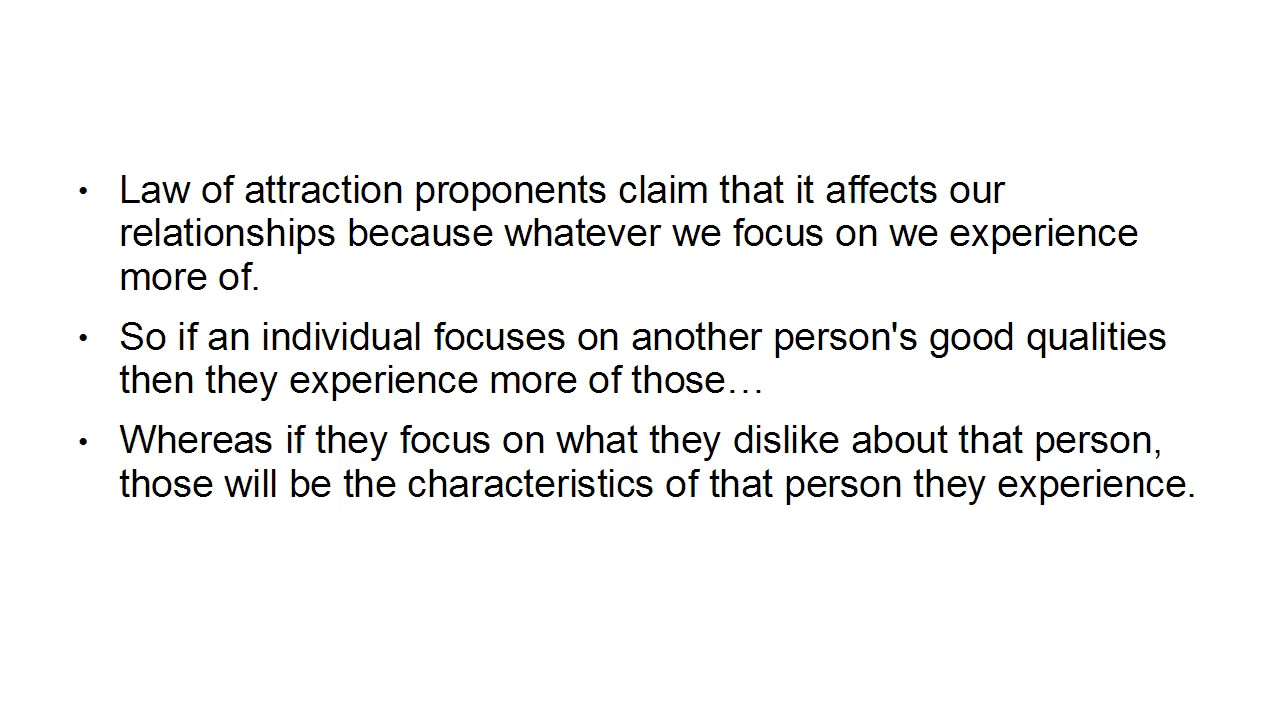 • Law of attraction proponents claim that it affects our
relationships because whatever we focus on we experience
more of.
• So if an individual focuses on another person's good qualities
then they experience more of those…
• Whereas if they focus on what they dislike about that person,
those will be the characteristics of that person they experience.